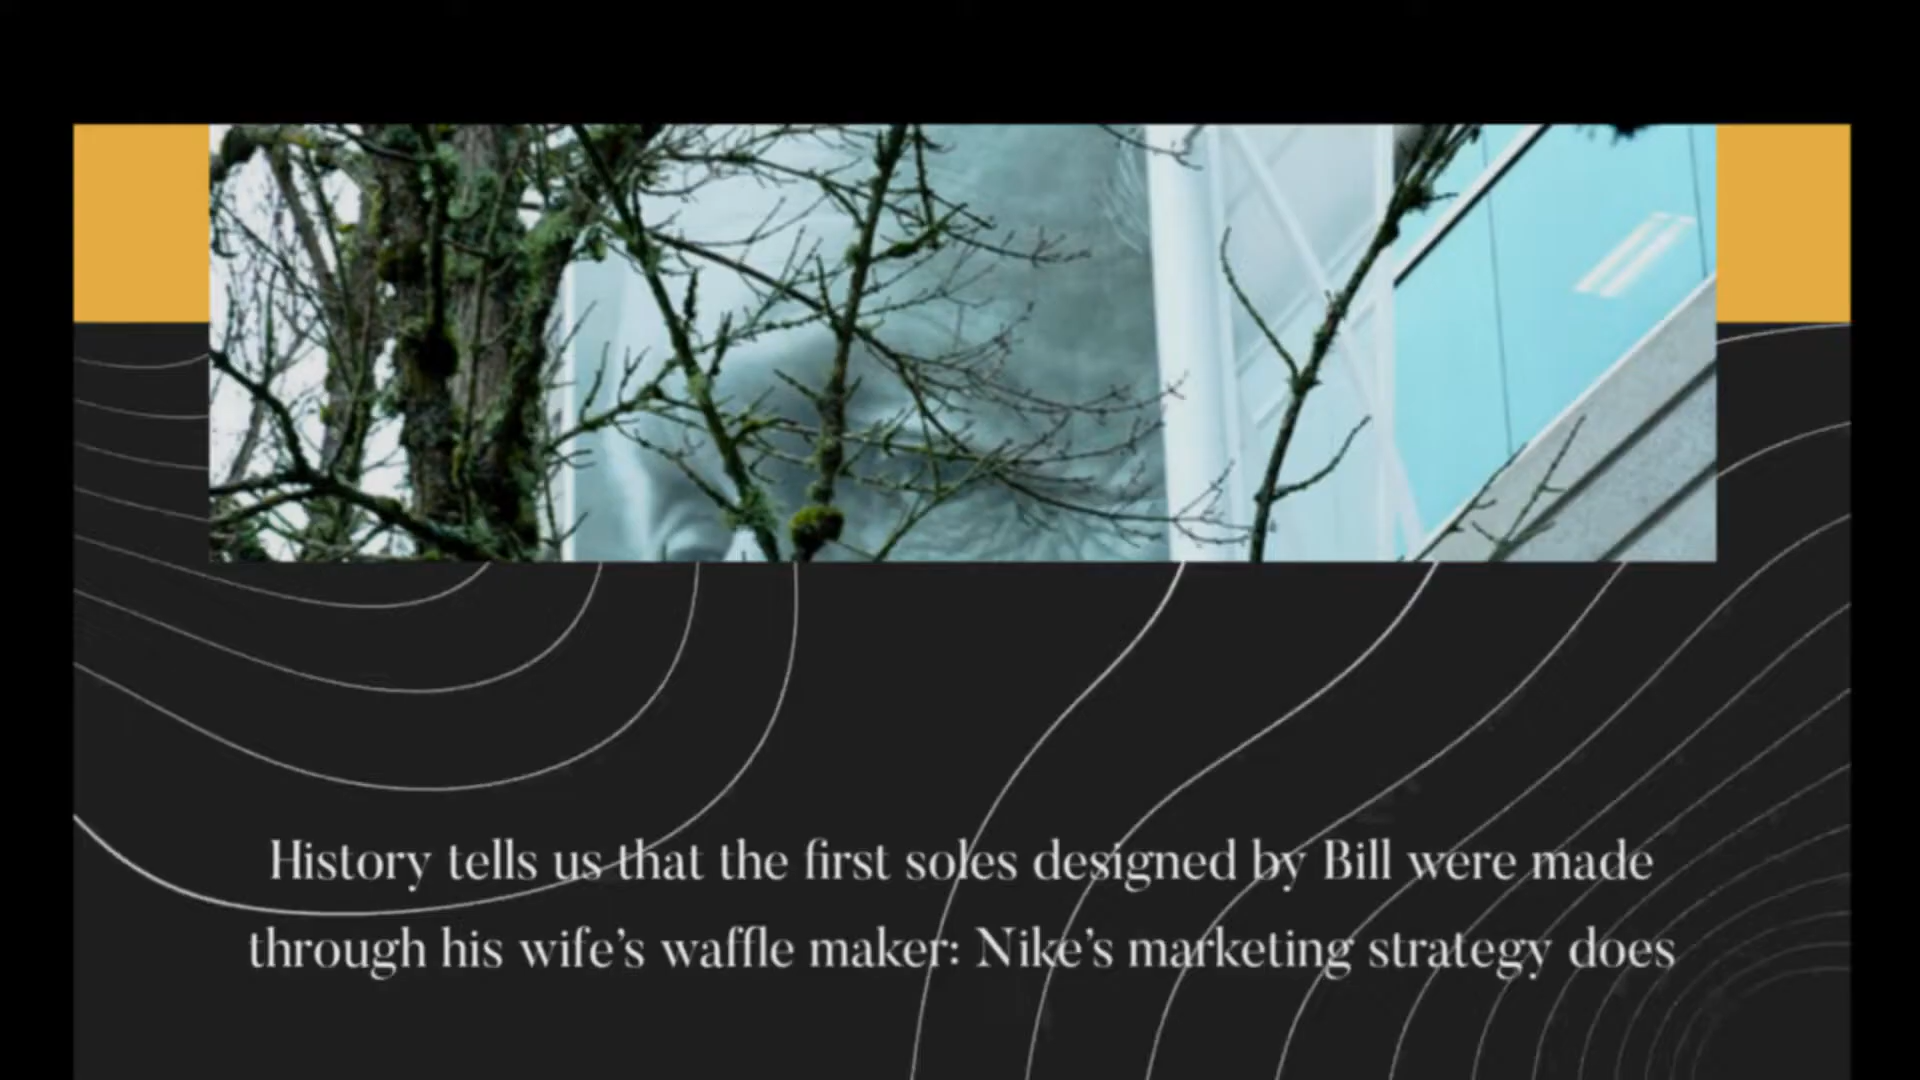 History tells us that the first soles designed by Bill were made
through his wife’s waffle maker: Nike’s marketing strategy does